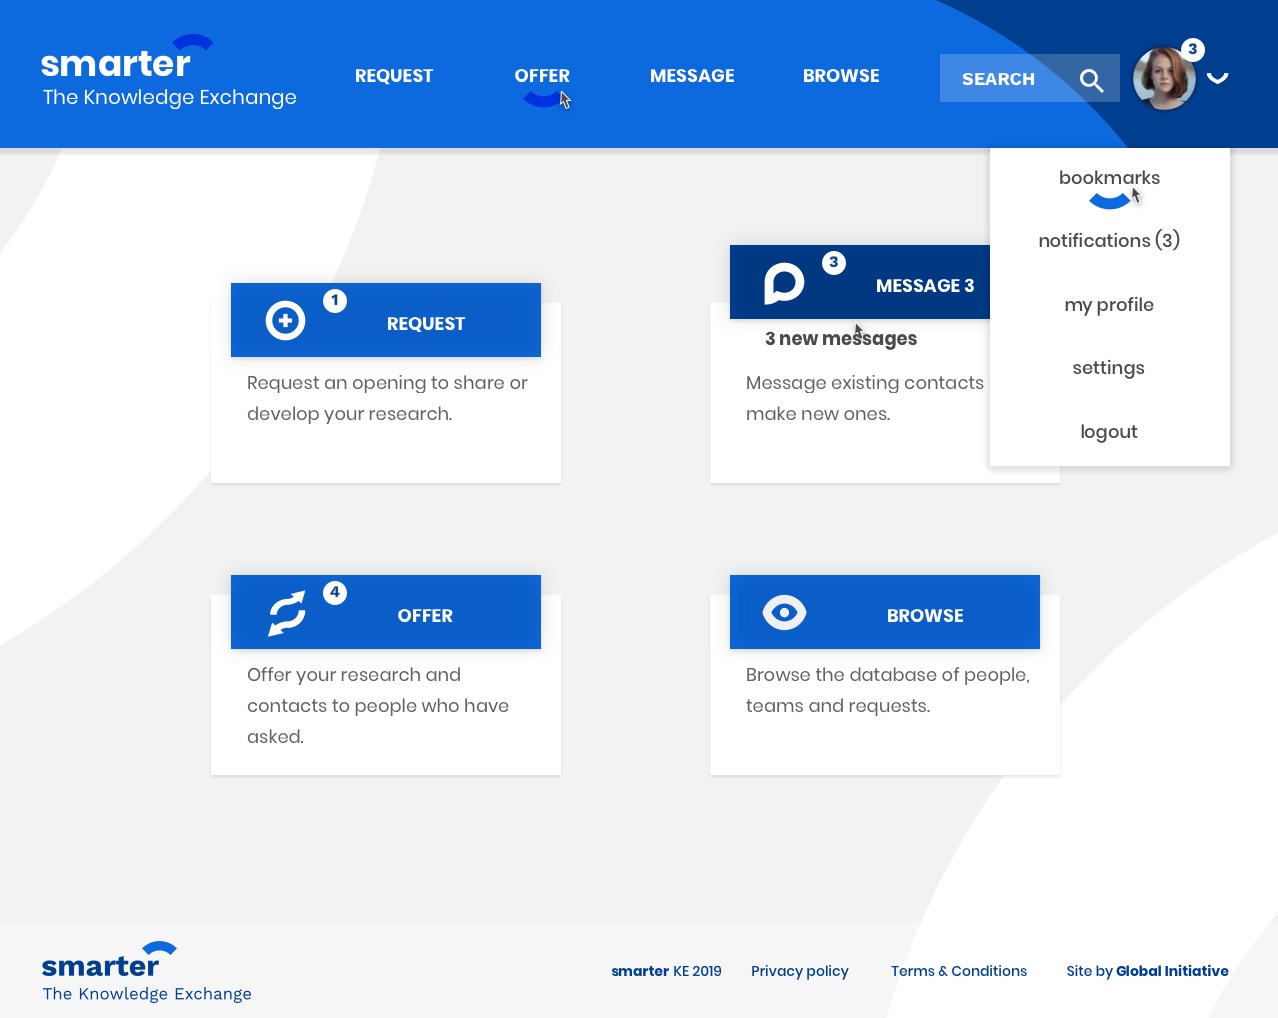 smarter
The Knowledge Exchange
REQUEST
OFFER
MESSAGE
BROWSE
SEARCH
3
bookmarks
notifications (3)
my profile
settings
logout
1
REQUEST
Request an opening to share or
develop your research.
3
MESSAGE 3
3 new messages
Message existing contacts
make new ones.
4
OFFER
Offer your research and
contacts to people who have
asked.
BROWSE
Browse the database of people,
teams and requests.
smarter
The Knowledge Exchange
smarter KE 2019
Privacy policy
Terms & Conditions
Site by Global Initiative